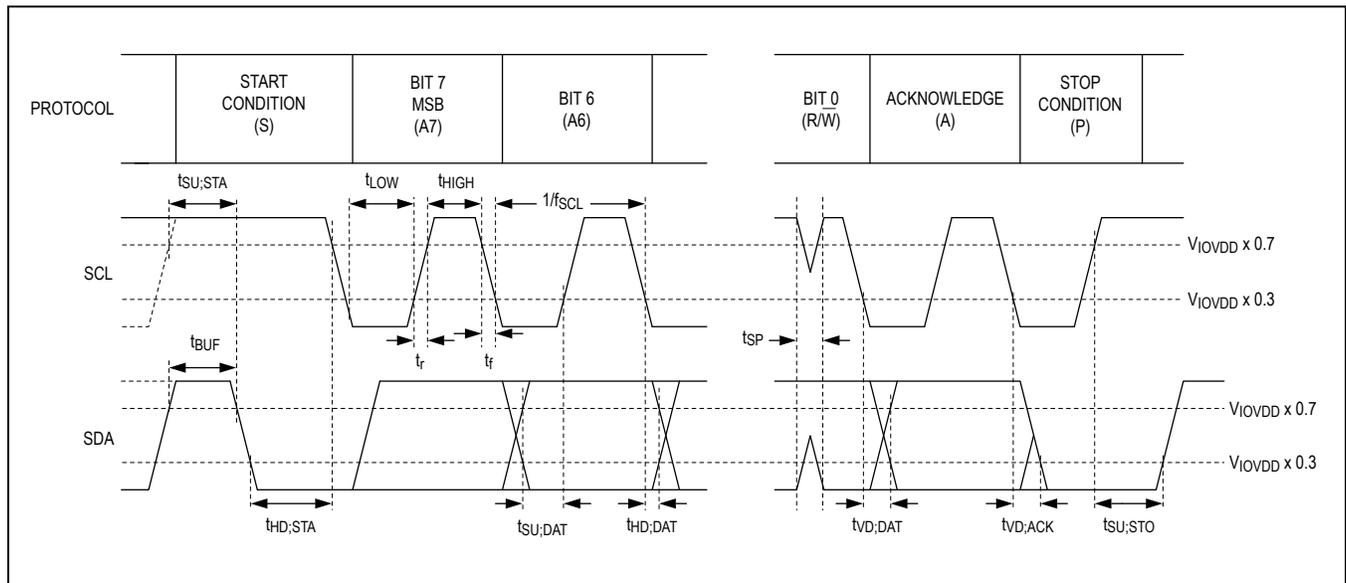 PROTOCOL
START
CONDITION
(S)
BIT 7
MSB
(A7)
BIT 6
(A6)
BIT 0
(R/W̅)
ACKNOWLEDGE
(A)
STOP
CONDITION
(P)
tSU;STA
tLOW
tHIGH
1/fSCL
SCL
VIOVDD x 0.7
VIOVDD x 0.3
tBUF
tr
tf
tSP
SDA
VIOVDD x 0.7
VIOVDD x 0.3
tHD;STA
tSU;DAT
tHD;DAT
tVD;DAT
tVD;ACK
tSU;STO